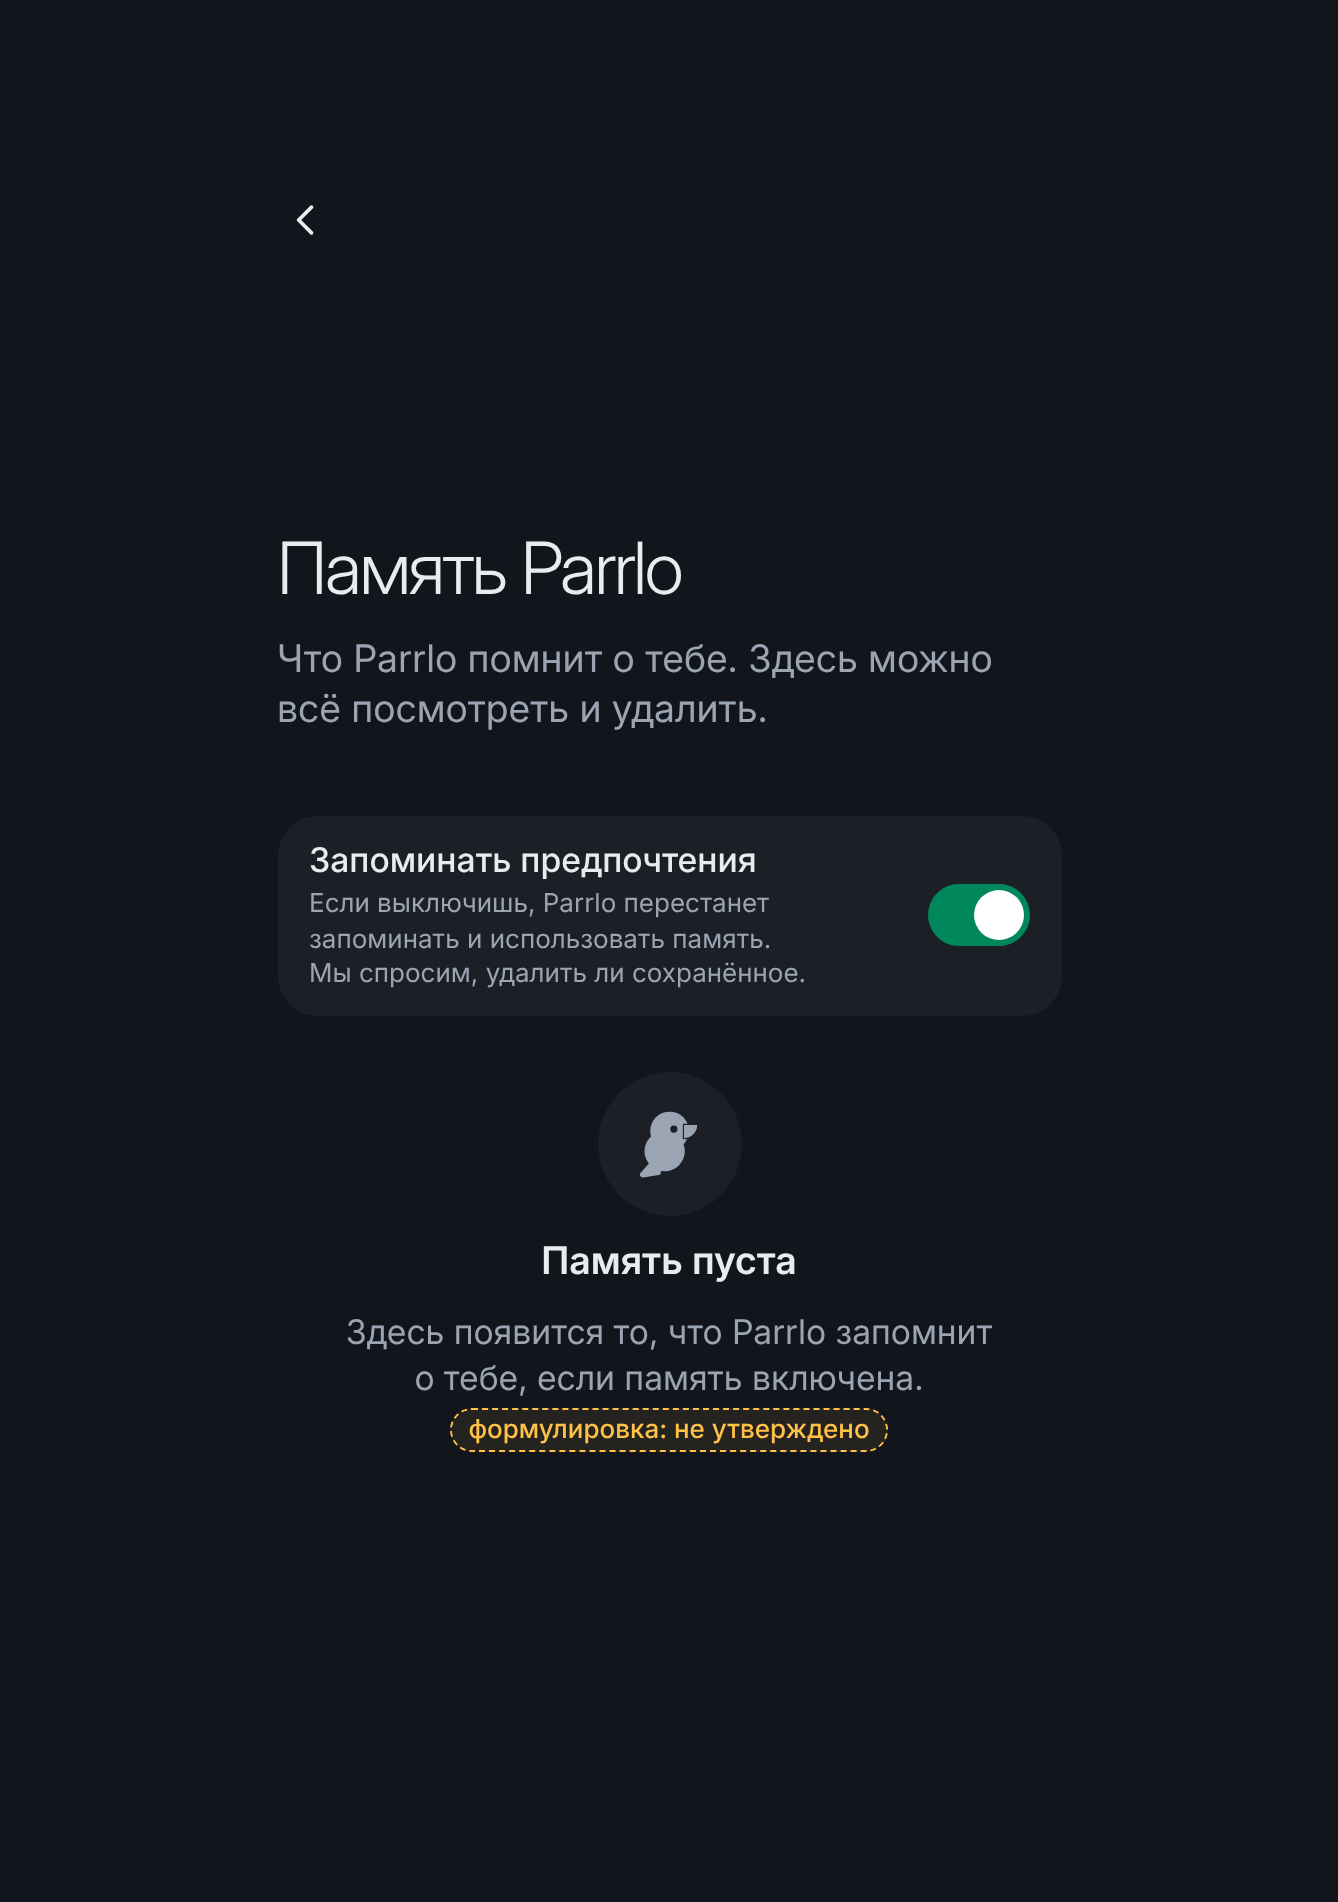 Память Parrlo
Что Parrlo помнит о тебе. Здесь можно
всё посмотреть и удалить.
Запоминать предпочтения
Если выключишь, Parrlo перестанет
запоминать и использовать память.
Мы спросим, удалить ли сохранённое.
Память пуста
Здесь появится то, что Parrlo запомнит
о тебе, если память включена.
формулировка: не утверждено